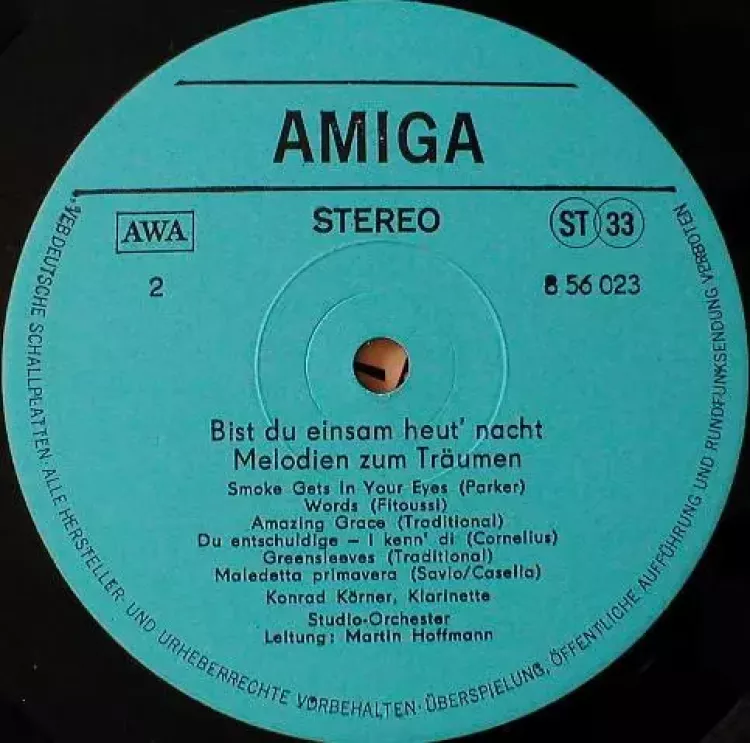 AMIGA
STEREO
AWA
ST 33
2
8 56 023
Bist du einsam heut' nacht
Melodien zum Träumen
Smoke Gets In Your Eyes (Parker)
Words (Fitoussi)
Amazing Grace (Traditional)
Du entschuldige – i kenn' di (Cornelius)
Greensleeves (Traditional)
Maledetta primavera (Savio/Casella)
Konrad Körner, Klarinette
Studio-Orchester
Leitung: Martin Hoffmann
VEB DEUTSCHE SCHALLPLATTEN · ALLE HERSTELLER- UND URHEBERRECHTE VORBEHALTEN · ÜBERSPIELUNG, ÖFFENTLICHE AUFFÜHRUNG UND RUNDFUNKSENDUNG VERBOTEN